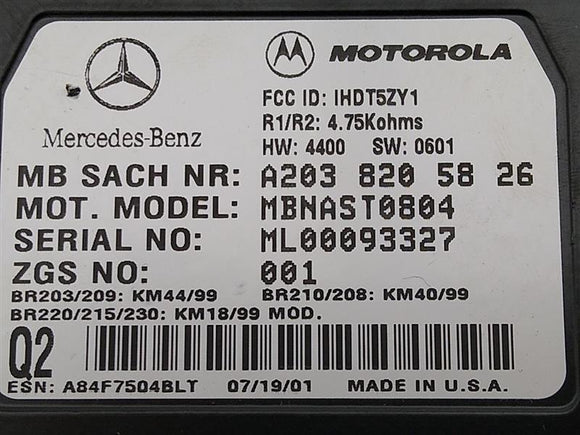 MOTOROLA
Mercedes-Benz
FCC ID: IHDT5ZY1
R1/R2: 4.75Kohms
HW: 4400 SW: 0601
MB SACH NR: A203 820 58 26
MOT. MODEL: MBNAST0804
SERIAL NO: ML00093327
ZGS NO: 001
BR203/209: KM44/99 BR210/208: KM40/99
BR220/215/230: KM18/99 MOD.
Q2
ESN: A84F7504BLT 07/19/01 MADE IN U.S.A.